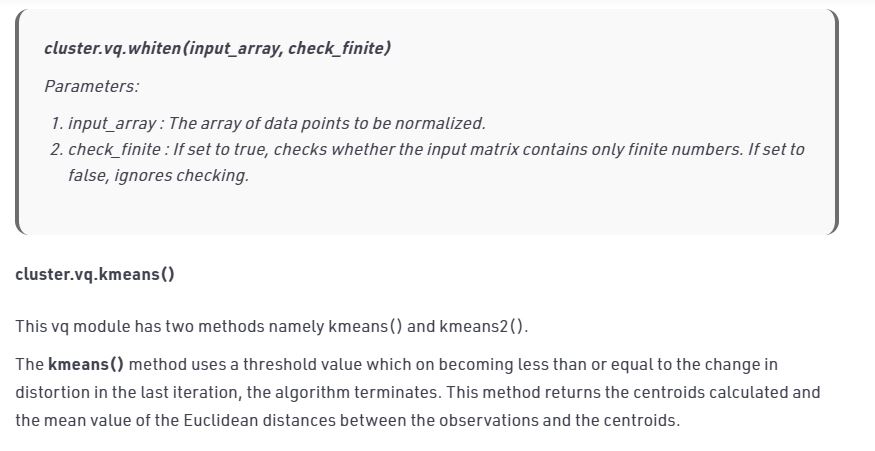 cluster.vq.whiten(input_array, check_finite)
Parameters:
1. input_array : The array of data points to be normalized.
2. check_finite : If set to true, checks whether the input matrix contains only finite numbers. If set to
false, ignores checking.
cluster.vq.kmeans()
This vq module has two methods namely kmeans() and kmeans2().
The kmeans() method uses a threshold value which on becoming less than or equal to the change in
distortion in the last iteration, the algorithm terminates. This method returns the centroids calculated and
the mean value of the Euclidean distances between the observations and the centroids.